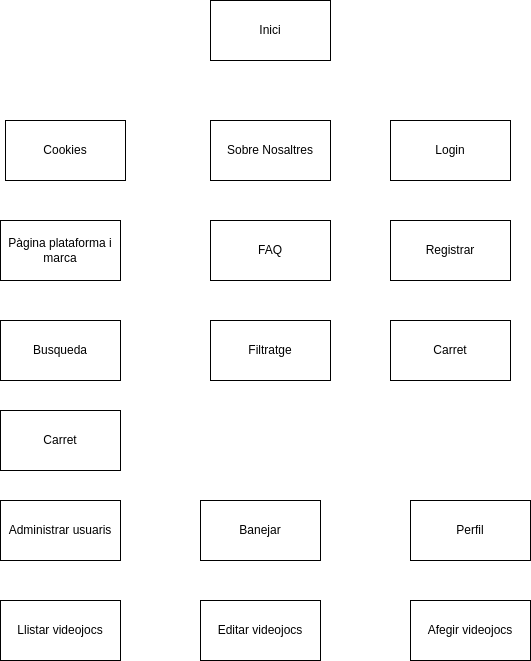 Inici
Cookies
Sobre Nosaltres
Login
Pàgina plataforma i
marca
FAQ
Registrar
Busqueda
Filtratge
Carret
Carret
Administrar usuaris
Banejar
Perfil
Llistar videojocs
Editar videojocs
Afegir videojocs